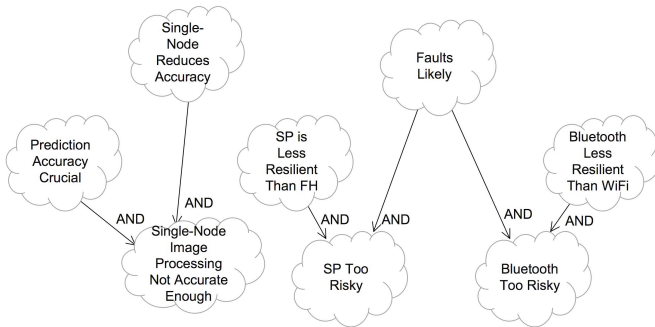 Single-
Node
Reduces
Accuracy
Faults
Likely
Prediction
Accuracy
Crucial
SP is
Less
Resilient
Than FH
Bluetooth
Less
Resilient
Than WiFi
AND
AND
AND
AND
AND
AND
Single-Node
Image
Processing
Not Accurate
Enough
SP Too
Risky
Bluetooth
Too Risky